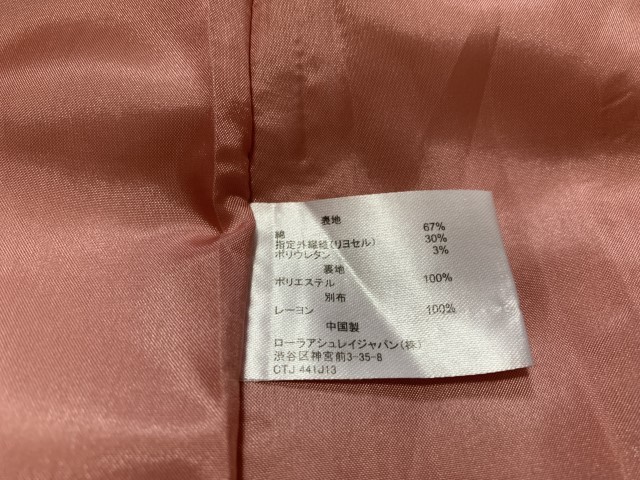 表地
綿 67%
指定外繊維(リヨセル) 30%
ポリウレタン 3%
裏地
ポリエステル 100%
別布
レーヨン 100%
中国製
ローラアシュレイジャパン(株)
渋谷区神宮前3-35-8
CTJ 441J13